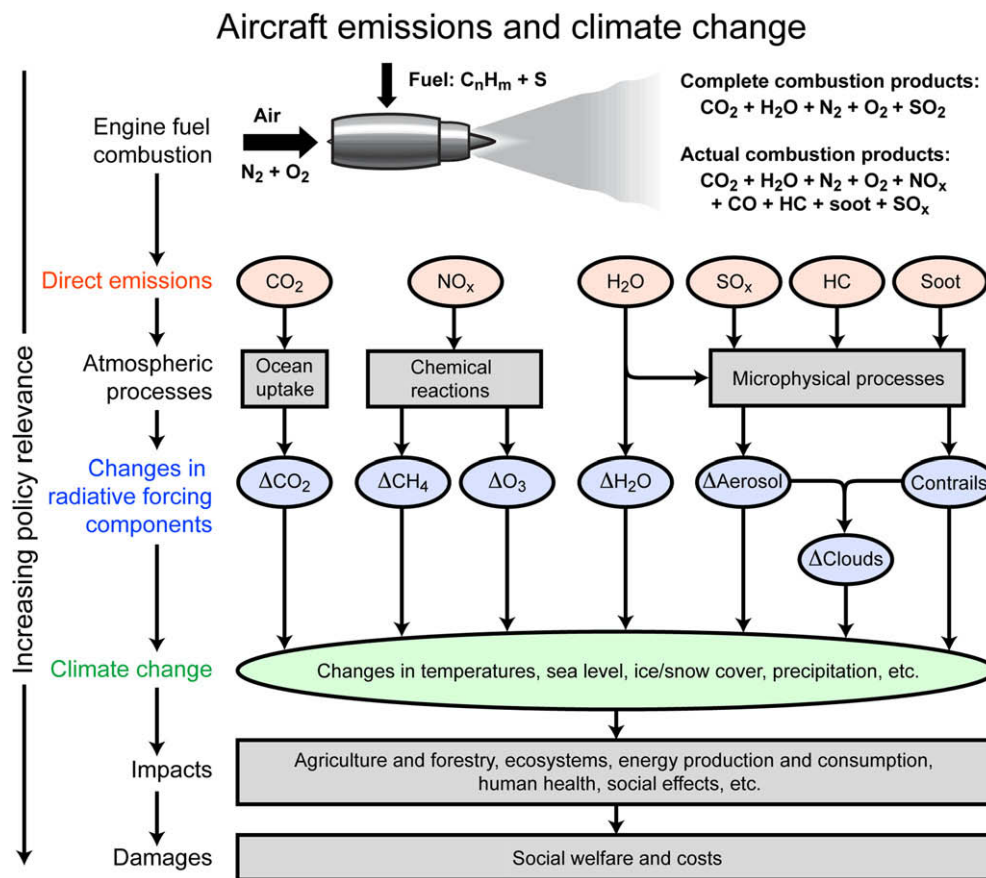 Aircraft emissions and climate change
Increasing policy relevance
Engine fuel
combustion
Fuel: CnHm + S
Air
N2 + O2
Complete combustion products:
CO2 + H2O + N2 + O2 + SO2
Actual combustion products:
CO2 + H2O + N2 + O2 + NOx
+ CO + HC + soot + SOx
Direct emissions
CO2
NOx
H2O
SOx
HC
Soot
Atmospheric
processes
Ocean
uptake
Chemical
reactions
Microphysical processes
Changes in
radiative forcing
components
ΔCO2
ΔCH4
ΔO3
ΔH2O
ΔAerosol
Contrails
ΔClouds
Climate change
Changes in temperatures, sea level, ice/snow cover, precipitation, etc.
Impacts
Agriculture and forestry, ecosystems, energy production and consumption,
human health, social effects, etc.
Damages
Social welfare and costs